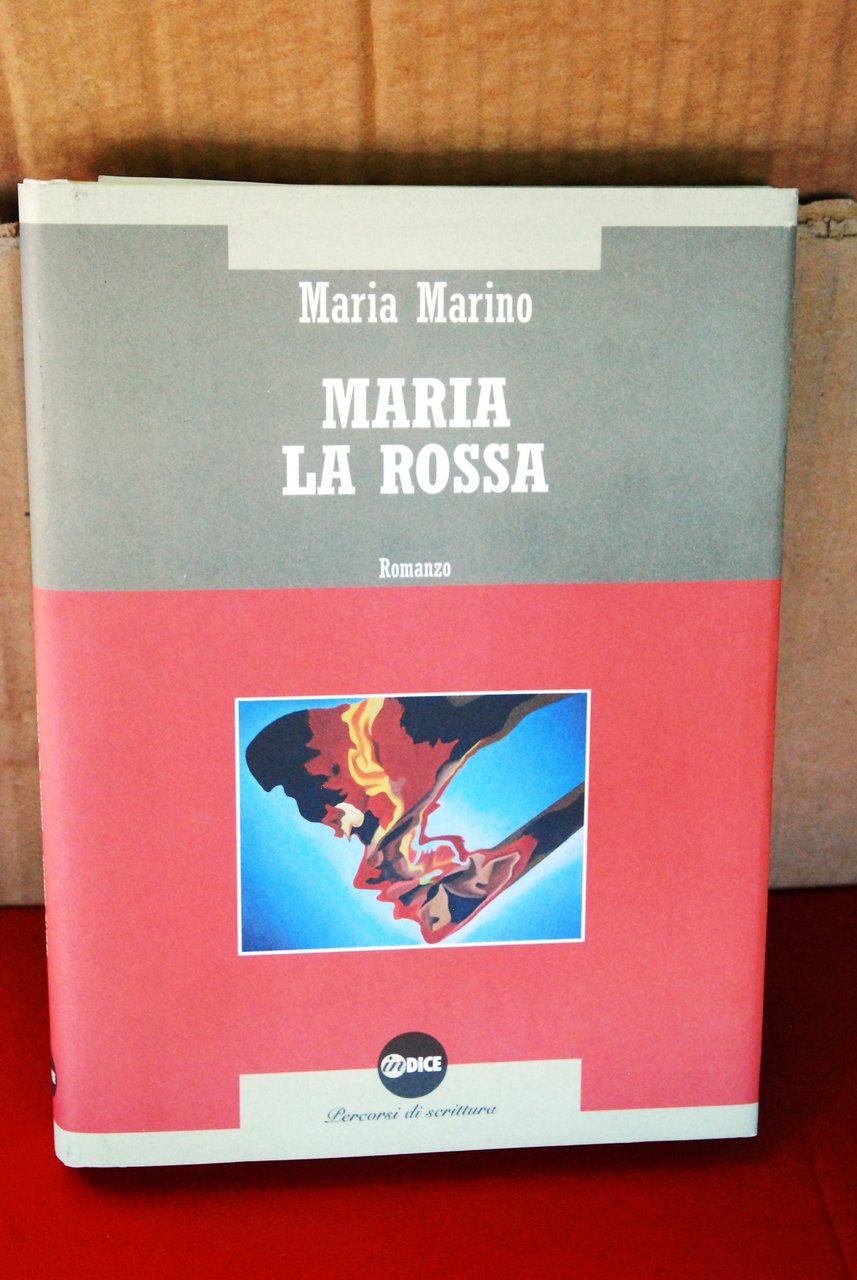 Maria Marino
MARIA
LA ROSSA
Romanzo
inDICE
Percorsi di scrittura